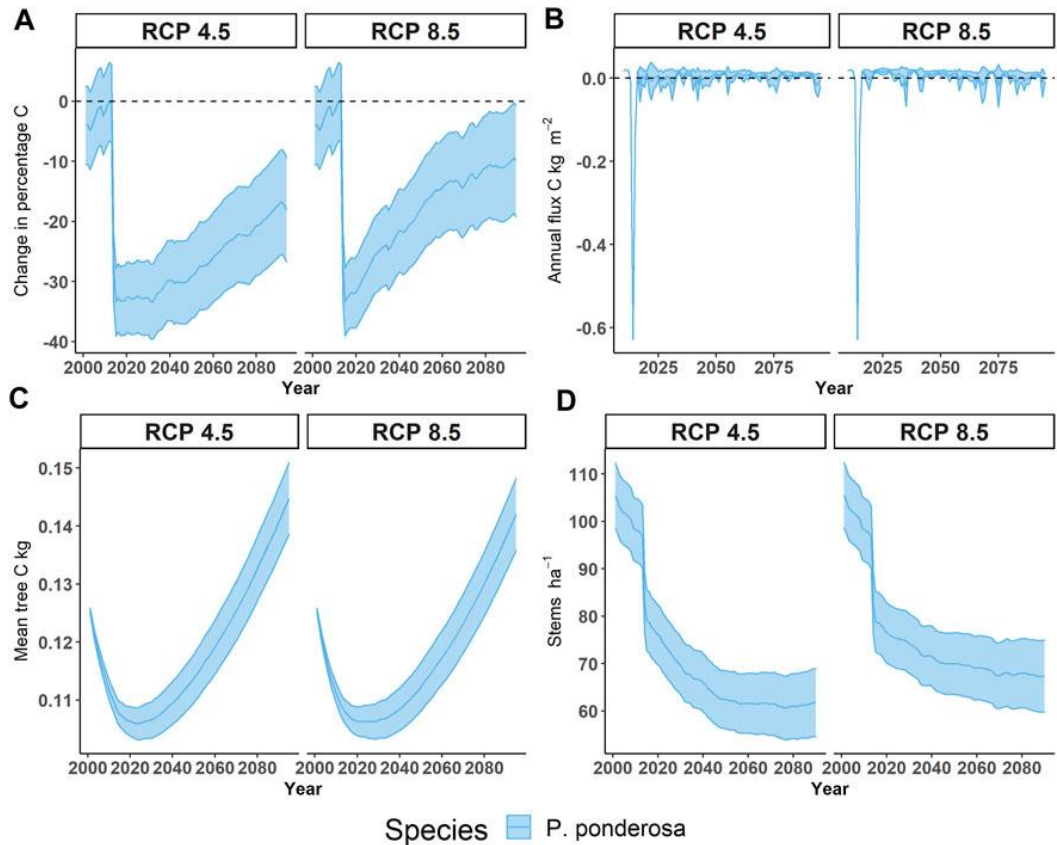 A
RCP 4.5
RCP 8.5
Change in percentage C
0
-10
-20
-30
-40
2000 2020 2040 2060 2080
2000 2020 2040 2060 2080
Year
B
RCP 4.5
RCP 8.5
Annual flux C kg m⁻²
0.0
-0.2
-0.4
-0.6
2025 2050 2075
2025 2050 2075
Year
C
RCP 4.5
RCP 8.5
Mean tree C kg
0.15
0.14
0.13
0.12
0.11
2000 2020 2040 2060 2080
2000 2020 2040 2060 2080
Year
D
RCP 4.5
RCP 8.5
Stems ha⁻¹
110
100
90
80
70
60
2000 2020 2040 2060 2080
2000 2020 2040 2060 2080
Year
Species P. ponderosa